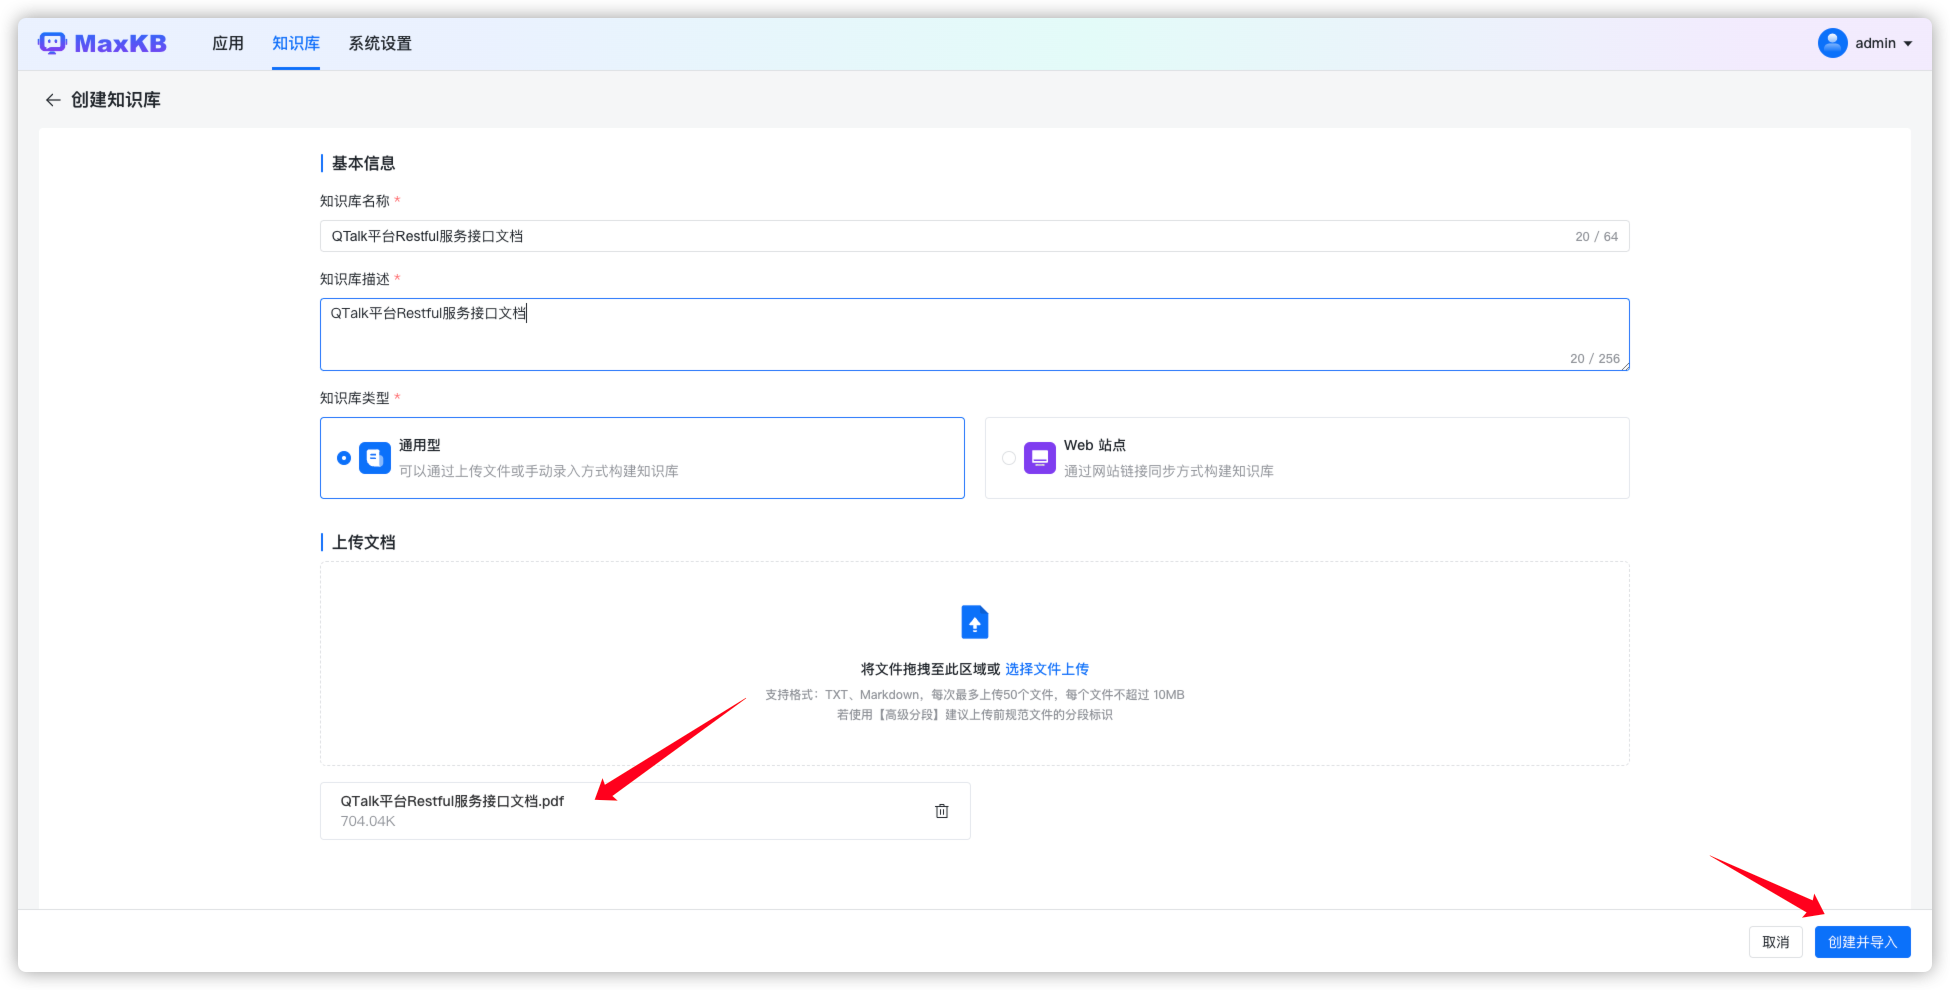 MaxKB 应用 知识库 系统设置 admin
创建知识库
基本信息
知识库名称 *
QTalk平台Restful服务接口文档 20 / 64
知识库描述 *
QTalk平台Restful服务接口文档
20 / 256
知识库类型 *
通用型
可以通过上传文件或手动录入方式构建知识库
Web 站点
通过网站链接同步方式构建知识库
上传文档
将文件拖拽至此区域或 选择文件上传
支持格式：TXT、Markdown，每次最多上传50个文件，每个文件不超过 10MB
若使用【高级分段】建议上传前规范文件的分段标识
QTalk平台Restful服务接口文档.pdf
704.04K
取消 创建并导入